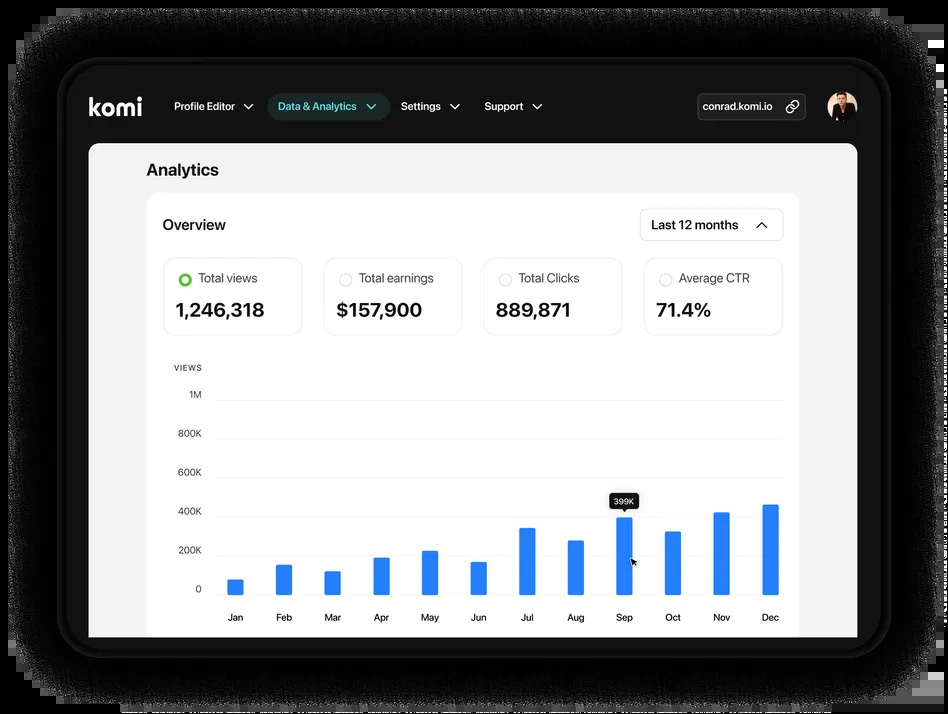 komi Profile Editor Data & Analytics Settings Support conrad.komi.io
Analytics
Overview Last 12 months
Total views Total earnings Total Clicks Average CTR
1,246,318 $157,900 889,871 71.4%
VIEWS
1M
800K
600K
399K
400K
200K
0
Jan Feb Mar Apr May Jun Jul Aug Sep Oct Nov Dec